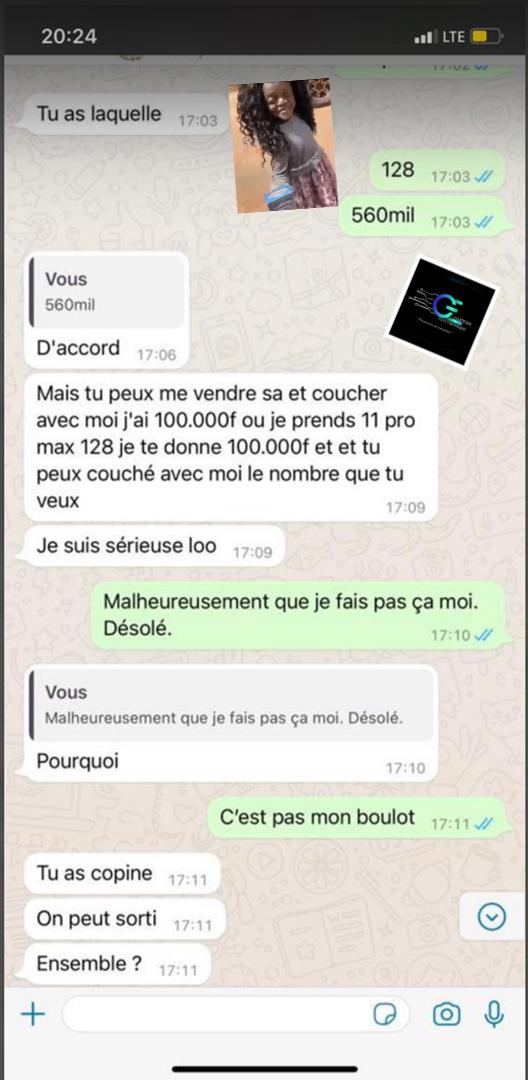 20:24
LTE
Tu as laquelle 17:03
128 17:03
560mil 17:03
Vous
560mil
D'accord 17:06
Mais tu peux me vendre sa et coucher
avec moi j'ai 100.000f ou je prends 11 pro
max 128 je te donne 100.000f et et tu
peux couché avec moi le nombre que tu
veux
17:09
Je suis sérieuse loo 17:09
Malheureusement que je fais pas ça moi.
Désolé.
17:10
Vous
Malheureusement que je fais pas ça moi. Désolé.
Pourquoi 17:10
C'est pas mon boulot 17:11
Tu as copine 17:11
On peut sorti 17:11
Ensemble ? 17:11